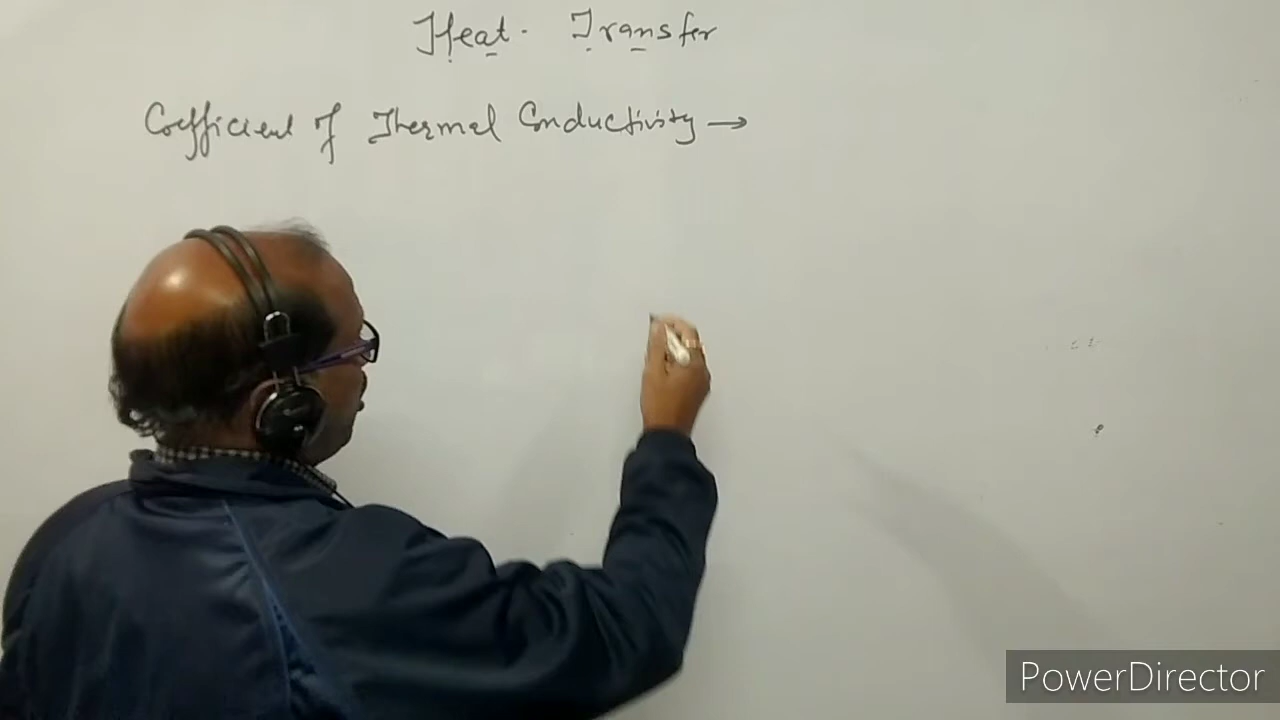 Heat. Transfer
Coefficient of Thermal Conductivity →
PowerDirector